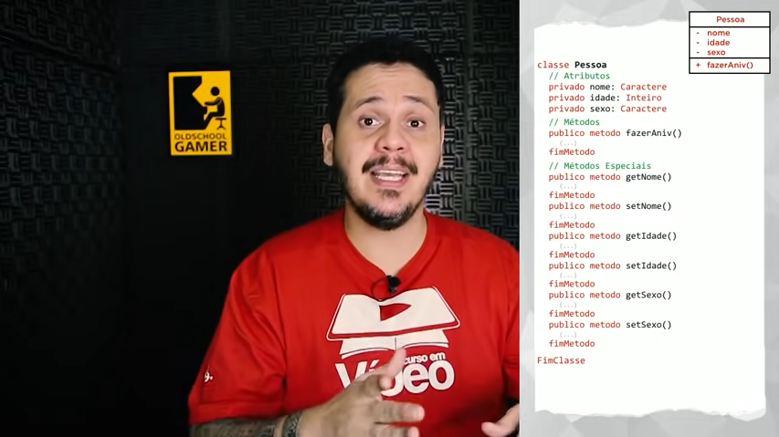 OLDSCHOOL
GAMER
curso em
Vídeo
Pessoa
- nome
- idade
- sexo
+ fazerAniv()
classe Pessoa
// Atributos
privado nome: Caractere
privado idade: Inteiro
privado sexo: Caractere
// Métodos
publico metodo fazerAniv()
(...)
fimMetodo
// Métodos Especiais
publico metodo getNome()
(...)
fimMetodo
publico metodo setNome()
(...)
fimMetodo
publico metodo getIdade()
(...)
fimMetodo
publico metodo setIdade()
(...)
fimMetodo
publico metodo getSexo()
(...)
fimMetodo
publico metodo setSexo()
(...)
fimMetodo
FimClasse